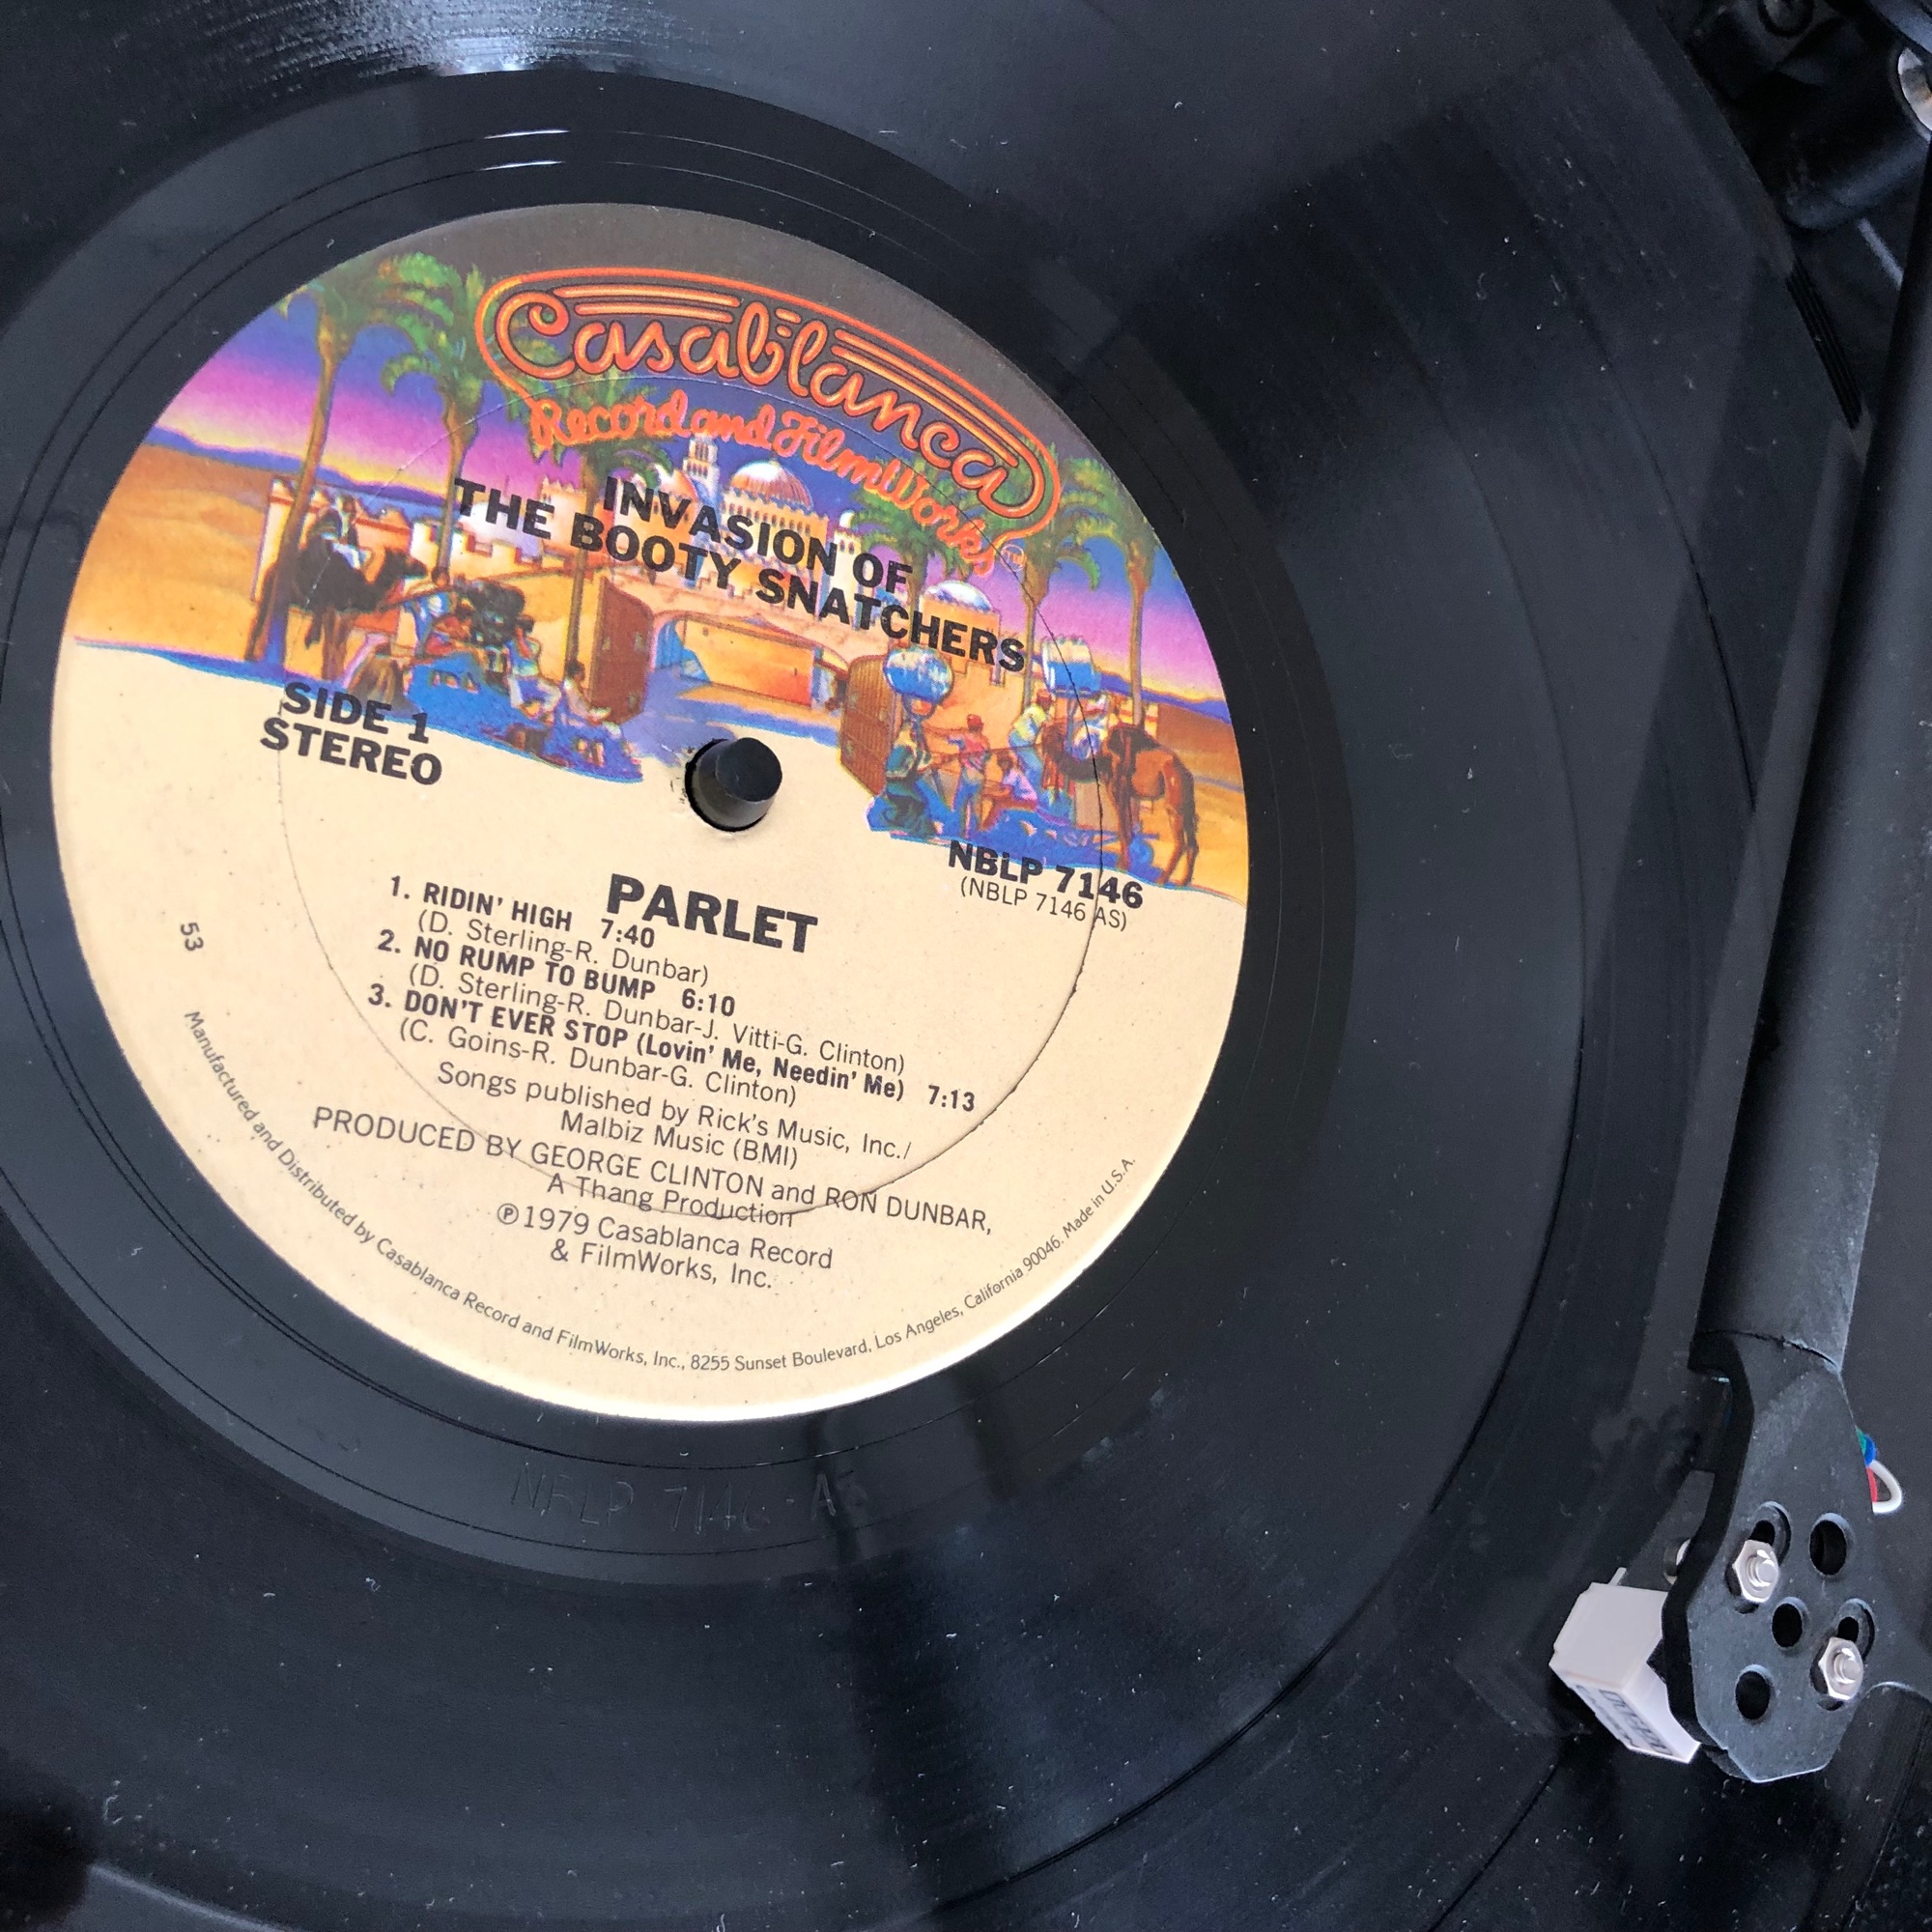 Casablanca
Record and FilmWorks
TM
INVASION OF
THE BOOTY SNATCHERS
SIDE 1
STEREO
NBLP 7146
(NBLP 7146 AS)
PARLET
1. RIDIN' HIGH 7:40
(D. Sterling-R. Dunbar)
2. NO RUMP TO BUMP 6:10
(D. Sterling-R. Dunbar-J. Vitti-G. Clinton)
3. DON'T EVER STOP (Lovin' Me, Needin' Me) 7:13
(C. Goins-R. Dunbar-G. Clinton)
Songs published by Rick's Music, Inc./
Malbiz Music (BMI)
PRODUCED BY GEORGE CLINTON and RON DUNBAR,
A Thang Production
℗1979 Casablanca Record
& FilmWorks, Inc.
53
Manufactured and Distributed by Casablanca Record and FilmWorks, Inc., 8255 Sunset Boulevard, Los Angeles, California 90046. Made in U.S.A.
NBLP 7146